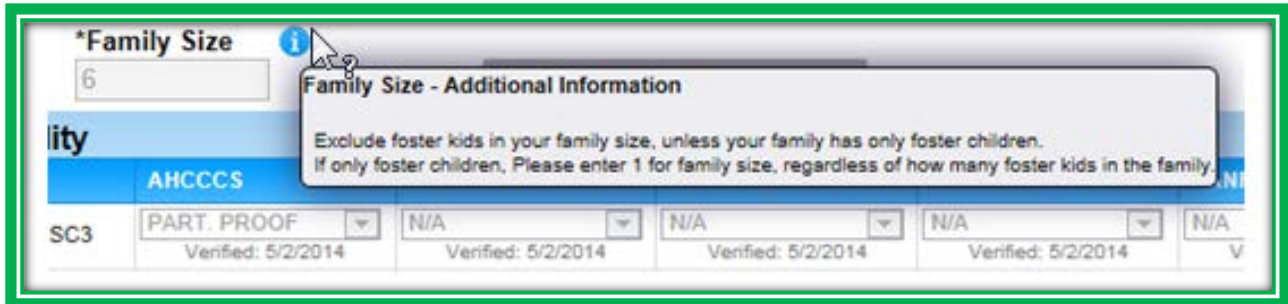 *Family Size
6
Family Size - Additional Information
Exclude foster kids in your family size, unless your family has only foster children.
If only foster children, Please enter 1 for family size, regardless of how many foster kids in the family.
lity
AHCCCS
SC3 PART. PROOF N/A N/A N/A N/A
Verified: 5/2/2014 Verified: 5/2/2014 Verified: 5/2/2014 Verified: 5/2/2014 V